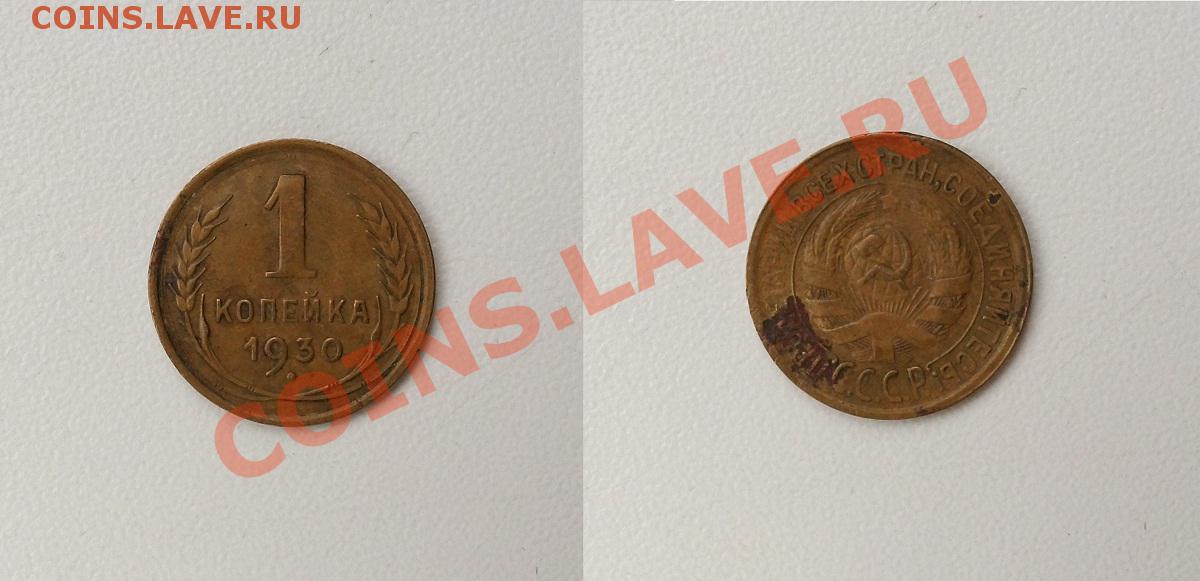 COINS.LAVE.RU
COINS.LAVE.RU
1
КОПЕЙКА
1930
ВСЕХ СТРАН, СОЕДИНЯЙТЕСЬ!
С.С.С.Р.